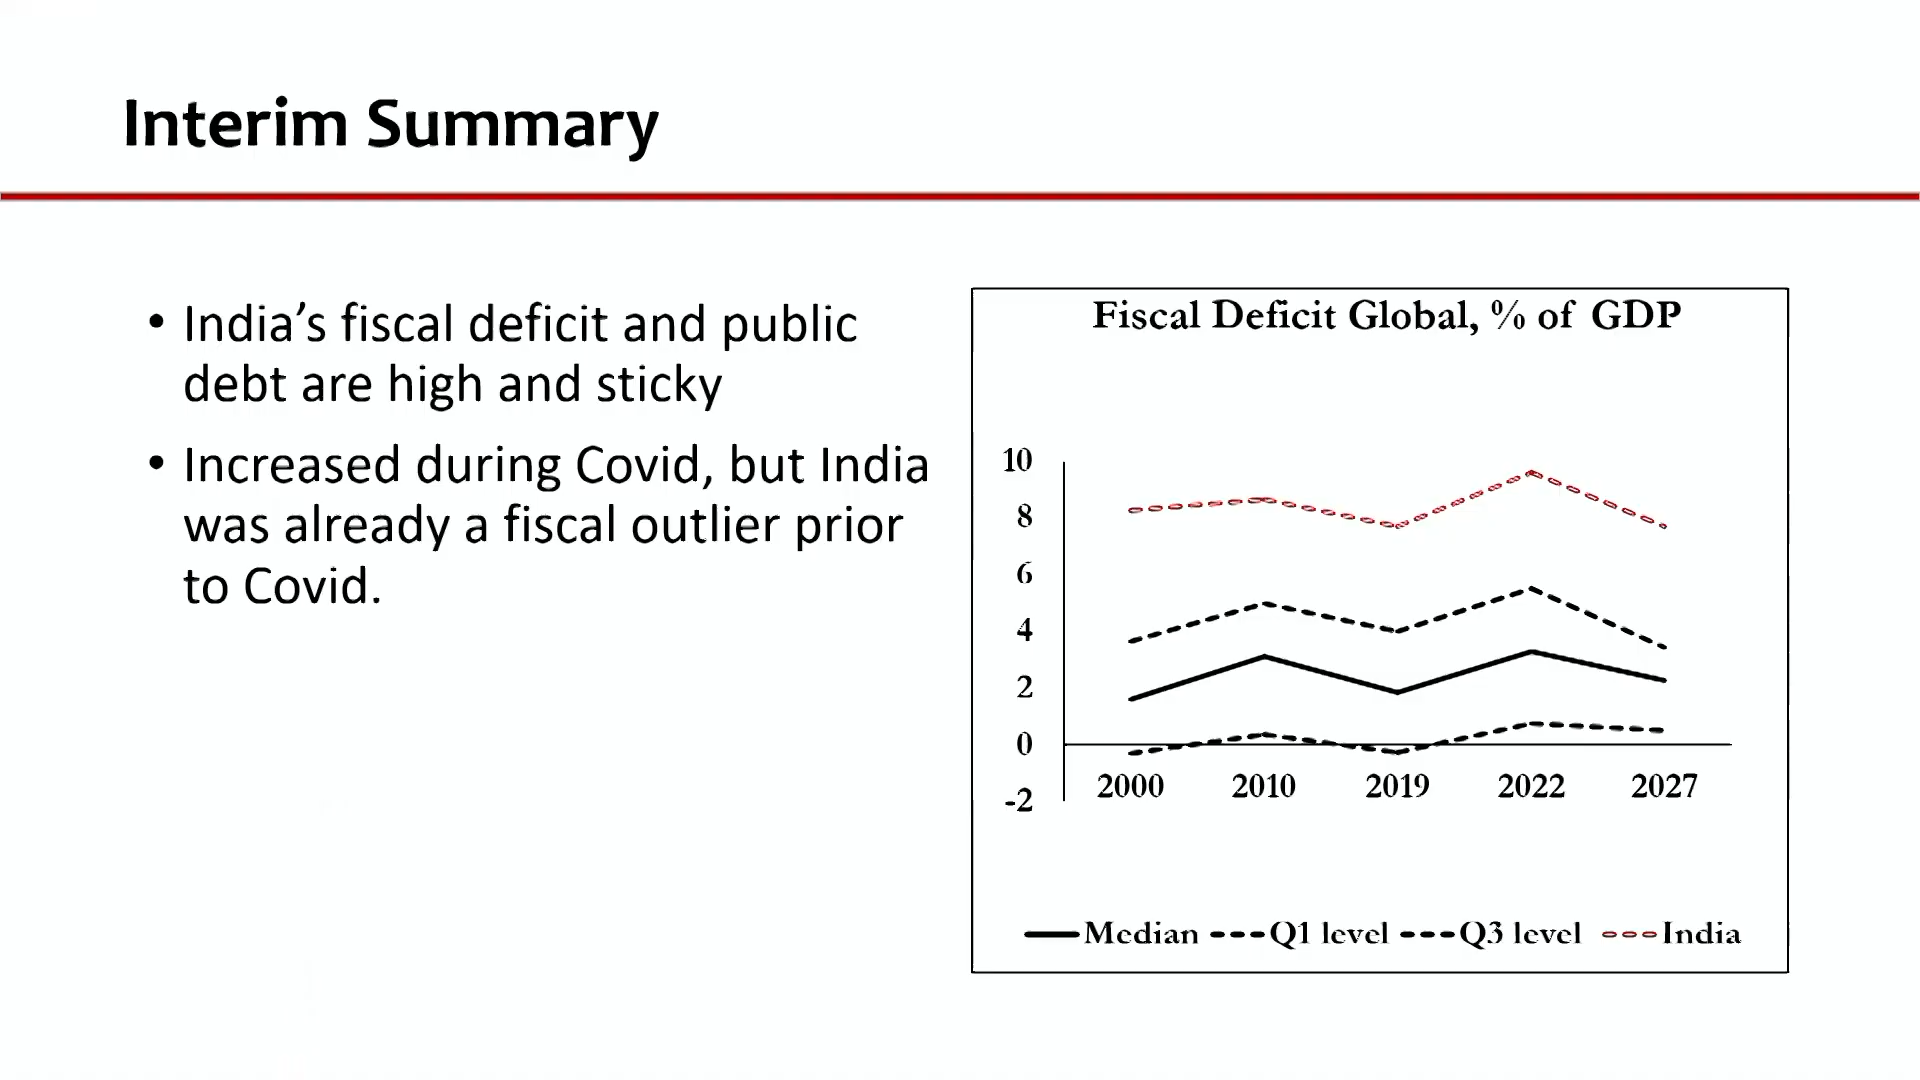 Interim Summary
• India’s fiscal deficit and public
debt are high and sticky
• Increased during Covid, but India
was already a fiscal outlier prior
to Covid.
Fiscal Deficit Global, % of GDP
10
8
6
4
2
0
-2
2000 2010 2019 2022 2027
Median Q1 level Q3 level India